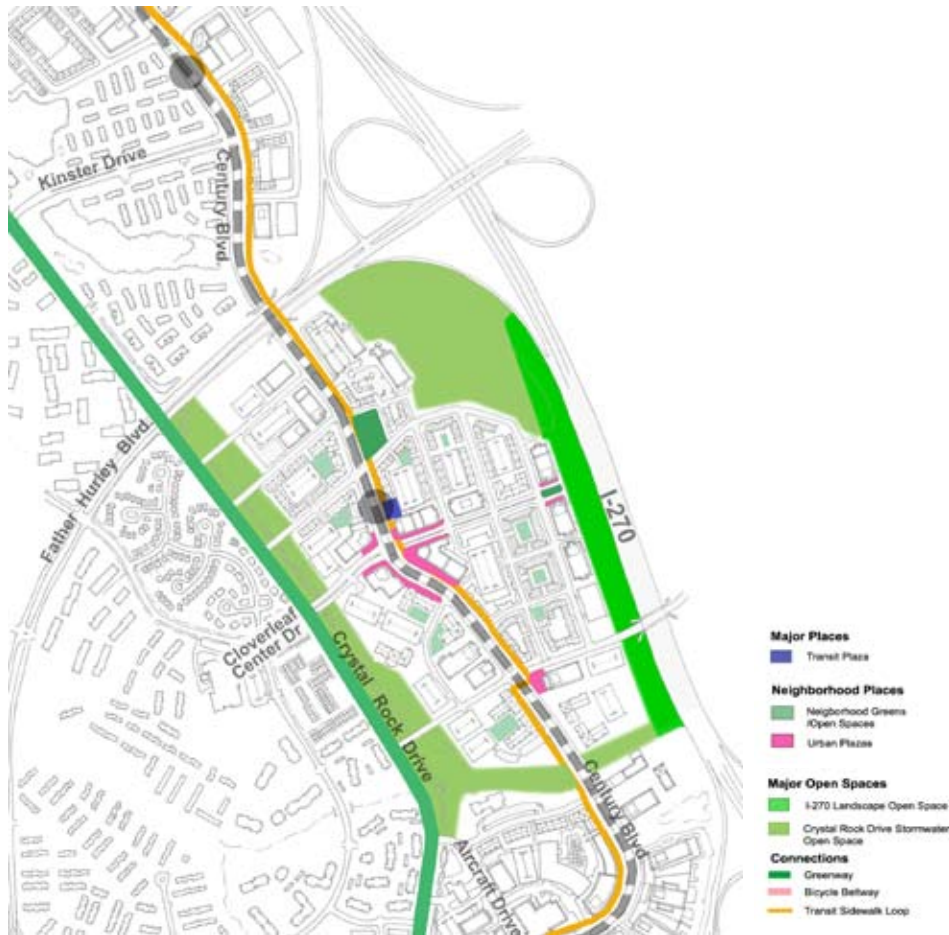 Kinster Drive
Century Blvd.
Father Hurley Blvd.
I-270
Cloverleaf
Center Dr
Crystal Rock Drive
Century Blvd
Aircraft Drive
Major Places
Transit Plaza
Neighborhood Places
Neigborhood Greens
/Open Spaces
Urban Plazas
Major Open Spaces
I-270 Landscape Open Space
Crystal Rock Drive Stormwater
Open Space
Connections
Greenway
Bicycle Beltway
Transit Sidewalk Loop